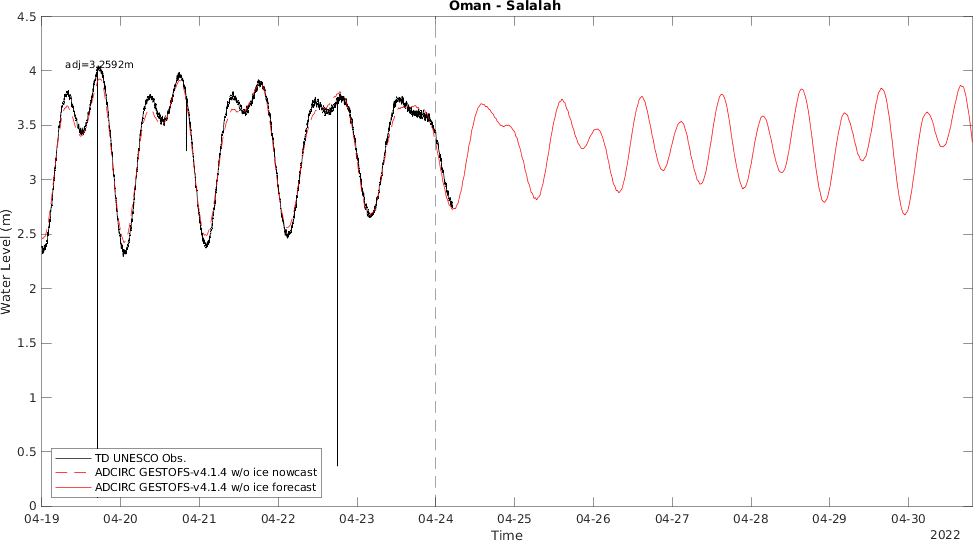 Oman - Salalah
adj=3.2592m
4.5
4
3.5
3
2.5
2
1.5
1
0.5
0
Water Level (m)
TD UNESCO Obs.
ADCIRC GESTOFS-v4.1.4 w/o ice nowcast
ADCIRC GESTOFS-v4.1.4 w/o ice forecast
04-19 04-20 04-21 04-22 04-23 04-24 04-25 04-26 04-27 04-28 04-29 04-30
Time
2022